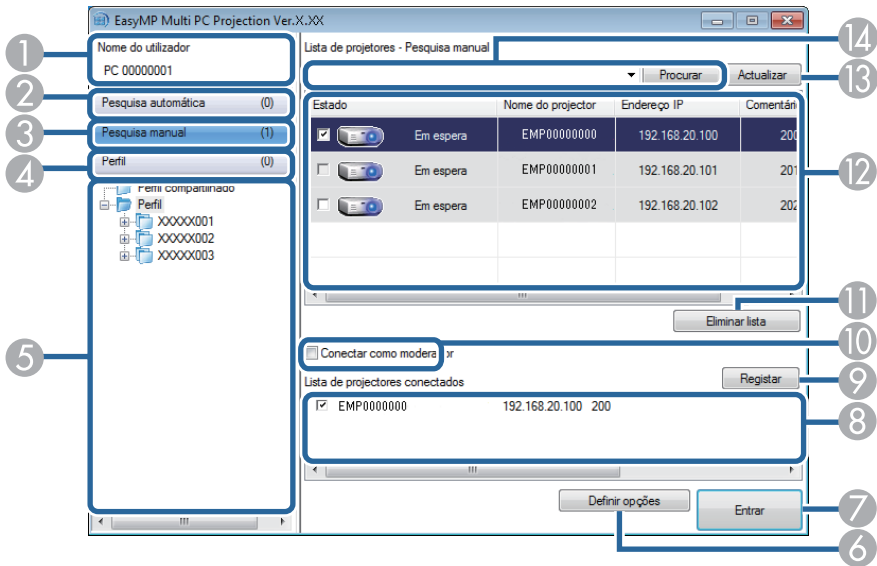 EasyMP Multi PC Projection Ver.X.XX
Nome do utilizador
PC 00000001
Pesquisa automática (0)
Pesquisa manual (1)
Perfil (0)
Perfil compartilhado
Perfil
XXXXX001
XXXXX002
XXXXX003
Lista de projetores - Pesquisa manual
Procurar
Actualizar
Estado Nome do projector Endereço IP Comentári
Em espera EMP00000000 192.168.20.100 200
Em espera EMP00000001 192.168.20.101 201
Em espera EMP00000002 192.168.20.102 202
Eliminar lista
Conectar como moderador
Lista de projectores conectados
Registar
EMP0000000 192.168.20.100 200
Definir opções
Entrar
1
2
3
4
5
6
7
8
9
10
11
12
13
14